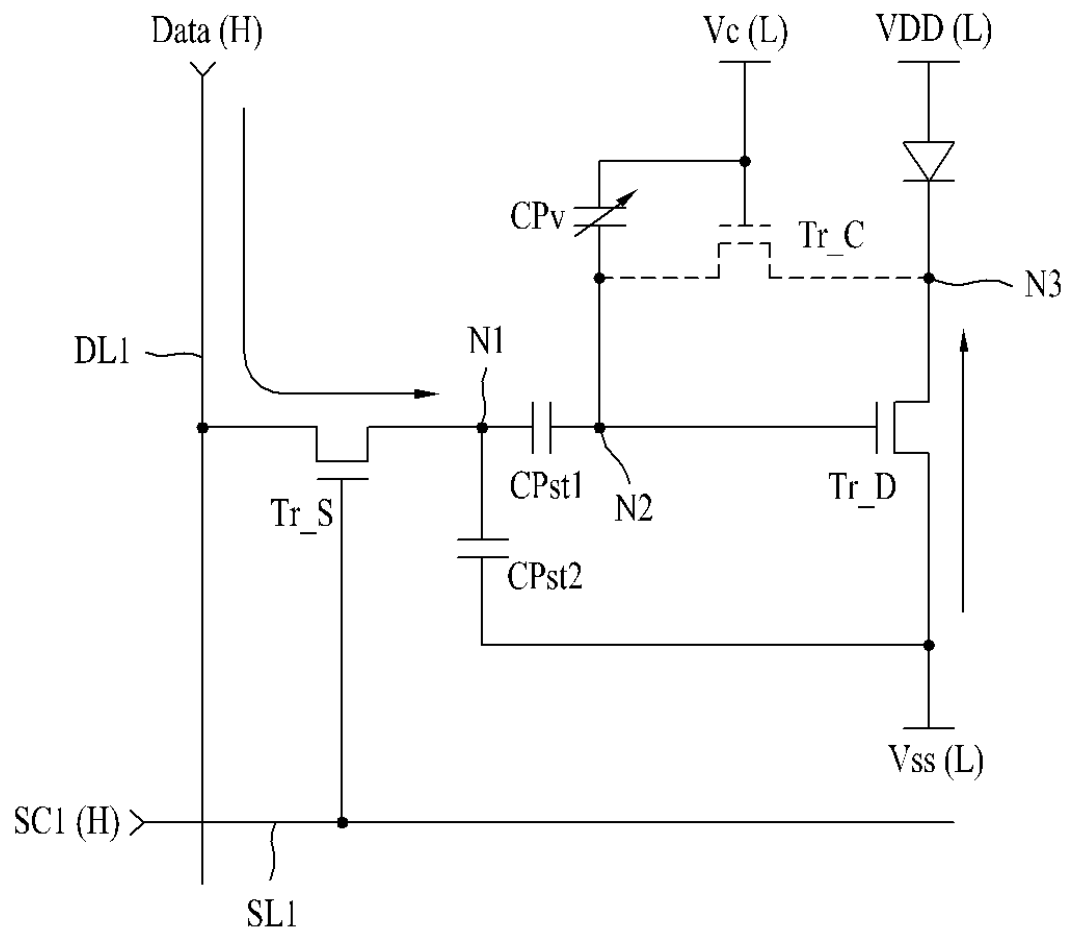 Data (H)
Vc (L)
VDD (L)
CPv
Tr_C
N3
DL1
N1
CPst1
N2
Tr_D
Tr_S
CPst2
Vss (L)
SC1 (H)
SL1